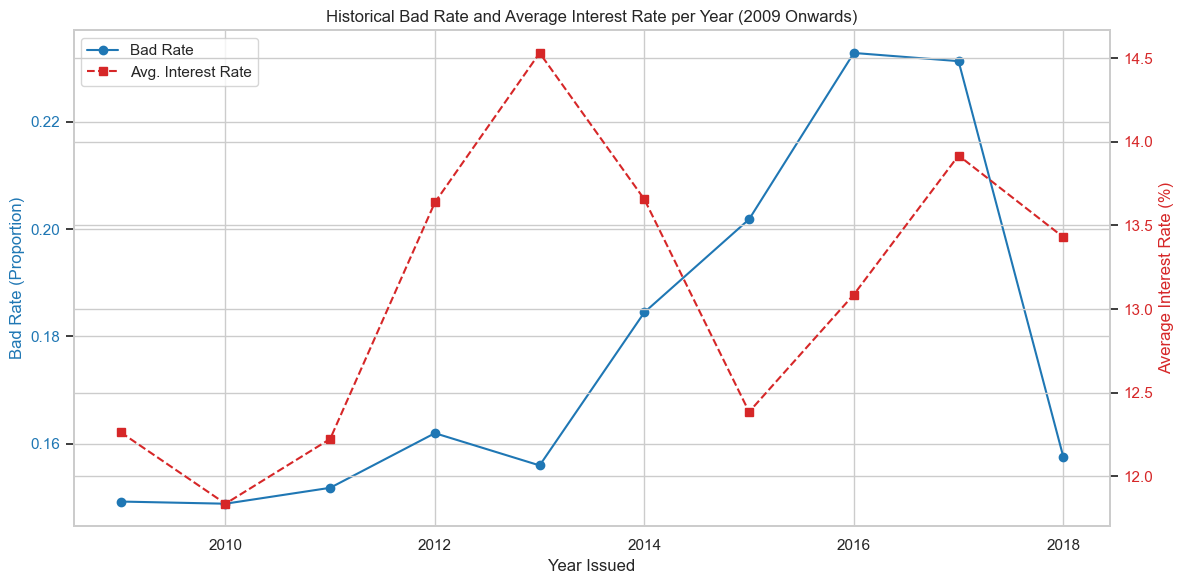 Historical Bad Rate and Average Interest Rate per Year (2009 Onwards)
Bad Rate
Avg. Interest Rate
Bad Rate (Proportion)
0.22
0.20
0.18
0.16
14.5
14.0
13.5
13.0
12.5
12.0
Average Interest Rate (%)
2010 2012 2014 2016 2018
Year Issued